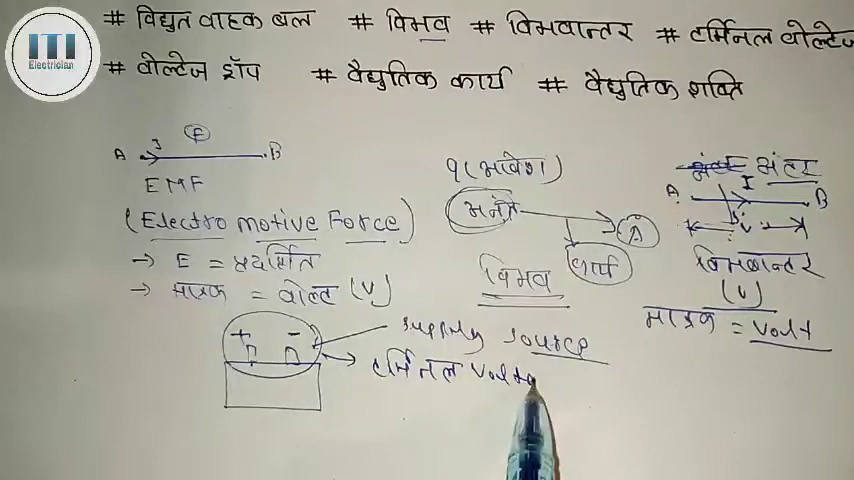 ITI
Electrician
# विद्युत वाहक बल # विभव # विभवान्तर # टर्मिनल वोल्टेज
# वोल्टेज ड्रॉप # वैद्युतिक कार्य # वैद्युतिक शक्ति
A I E B
EMF
(Electro motive Force)
→ E = प्रदर्शित
→ मात्रक = वोल्ट (V)
q (आवेश)
अनंत A
कार्य
विभव
अंतर
A I B
V
विभवान्तर
(V)
मात्रक = Volt
+ -
supply source
टर्मिनल Volta